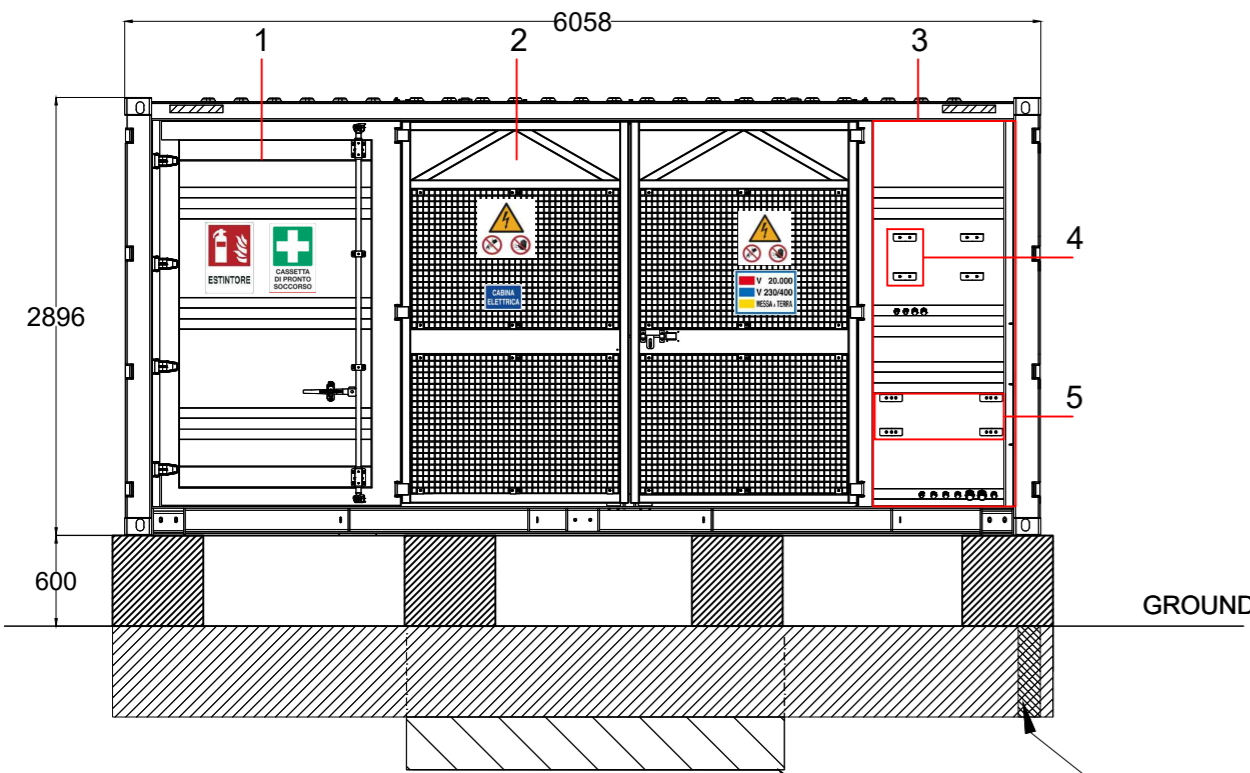 6058
1
2
3
4
5
2896
600
ESTINTORE
CASSETTA
DI PRONTO
SOCCORSO
CABINA
ELETTRICA
V 20.000
V 230/400
MESSA A TERRA
GROUND